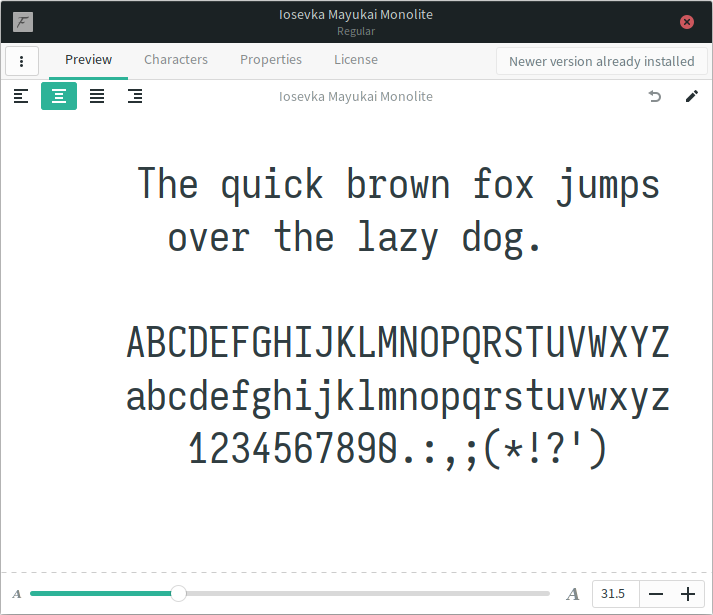 Iosevka Mayukai Monolite
Regular
Preview Characters Properties License Newer version already installed
Iosevka Mayukai Monolite
The quick brown fox jumps
over the lazy dog.
ABCDEFGHIJKLMNOPQRSTUVWXYZ
abcdefghijklmnopqrstuvwxyz
1234567890.:,;(*!?')
A A 31.5